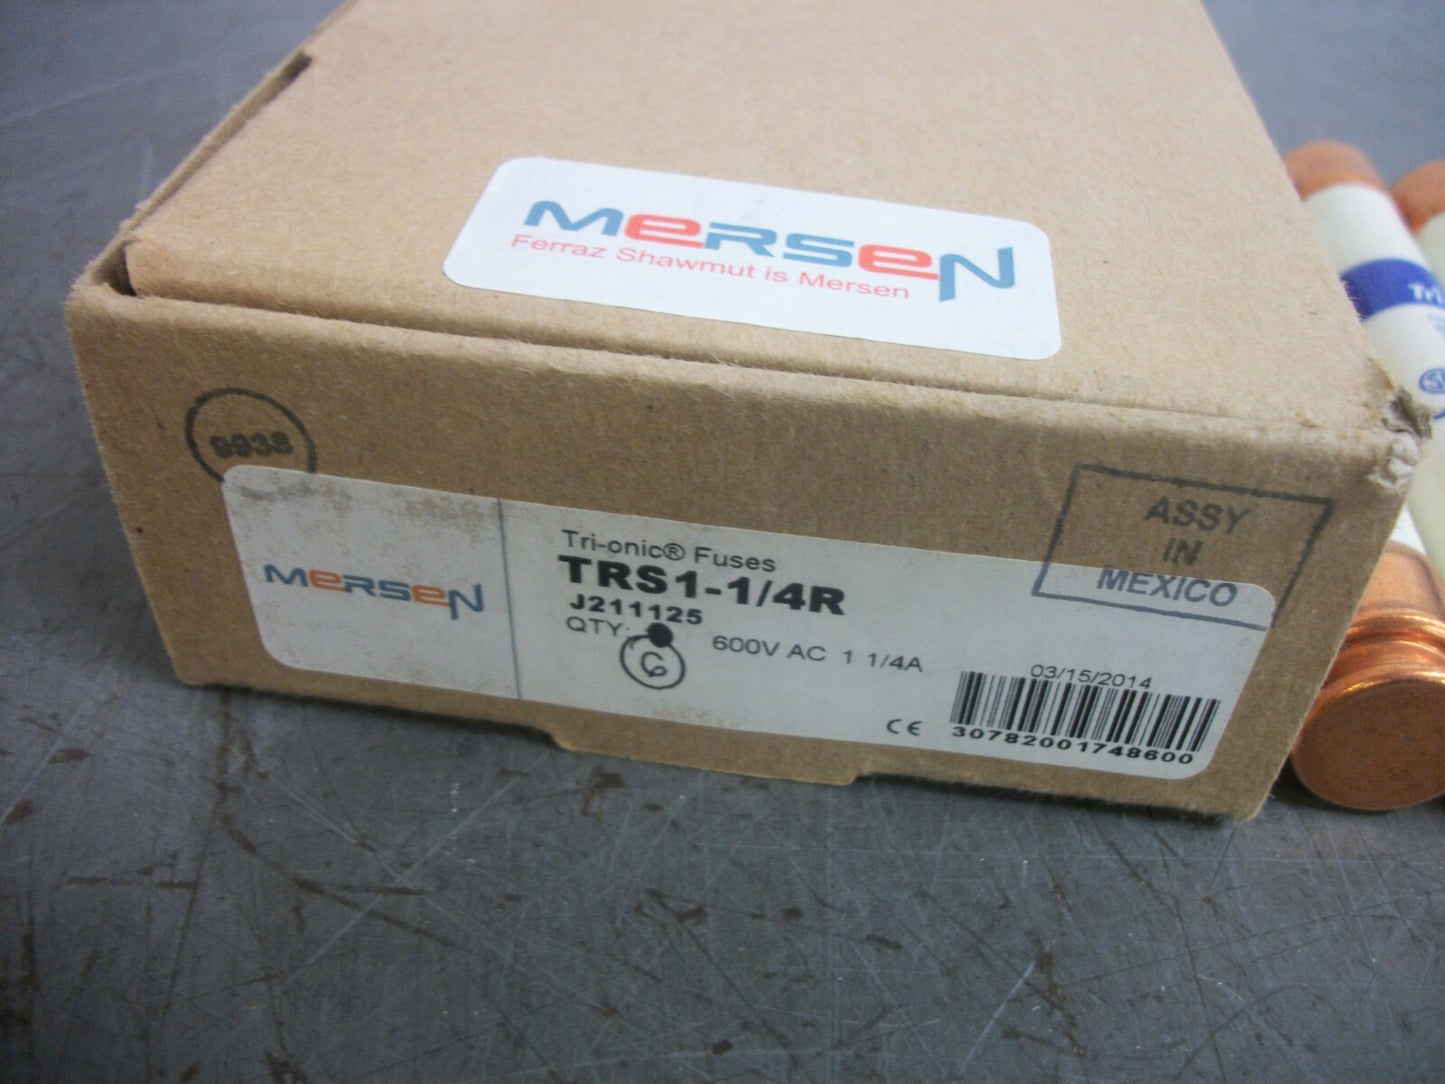 MERSEN
Ferraz Shawmut is Mersen
9938
MERSEN
Tri-onic® Fuses
TRS1-1/4R
J211125
QTY:
6
600V AC 1 1/4A
ASSY
IN
MEXICO
03/15/2014
CE
30782001748600
Tri